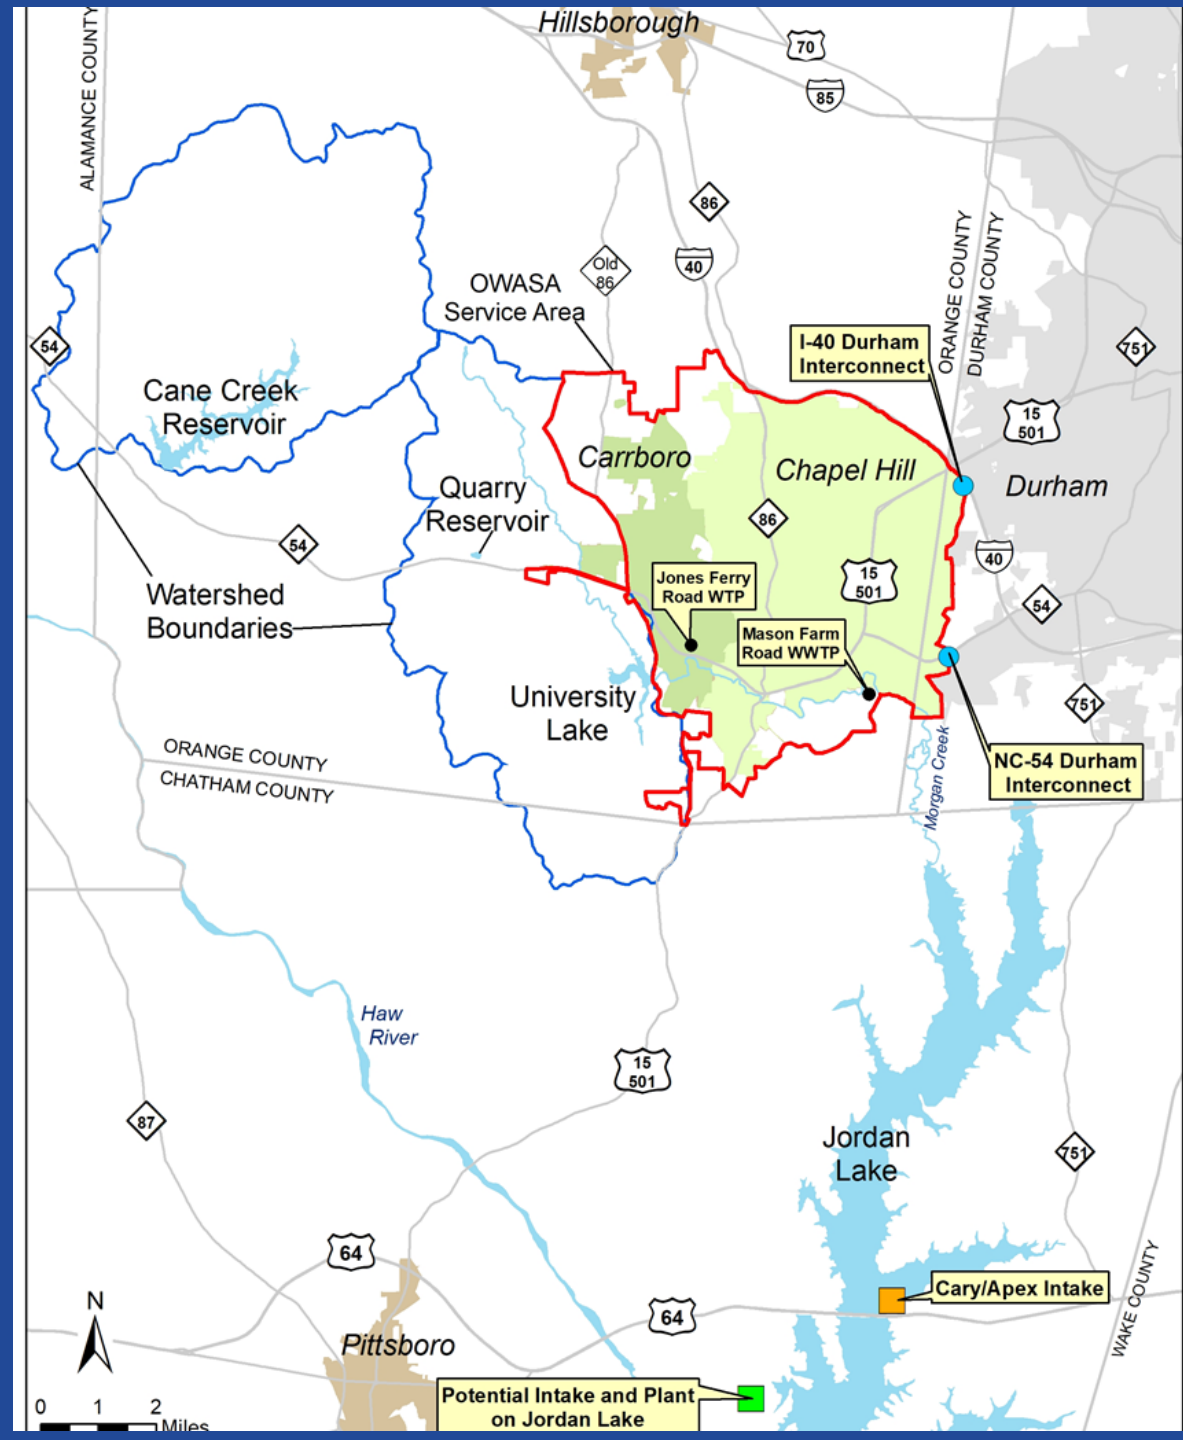 Hillsborough
70
85
ALAMANCE COUNTY
86
40
Old
86
ORANGE COUNTY
DURHAM COUNTY
OWASA
Service Area
I-40 Durham
Interconnect
54
751
Cane Creek
Reservoir
15
501
Carrboro
Chapel Hill
Durham
Quarry
Reservoir
86
54
40
15
501
Jones Ferry
Road WTP
54
Watershed
Boundaries
Mason Farm
Road WWTP
University
Lake
751
ORANGE COUNTY
CHATHAM COUNTY
Morgan Creek
NC-54 Durham
Interconnect
Haw
River
15
501
87
Jordan
Lake
751
64
Cary/Apex Intake
WAKE COUNTY
N
64
Pittsboro
Potential Intake and Plant
on Jordan Lake
0 1 2
Miles